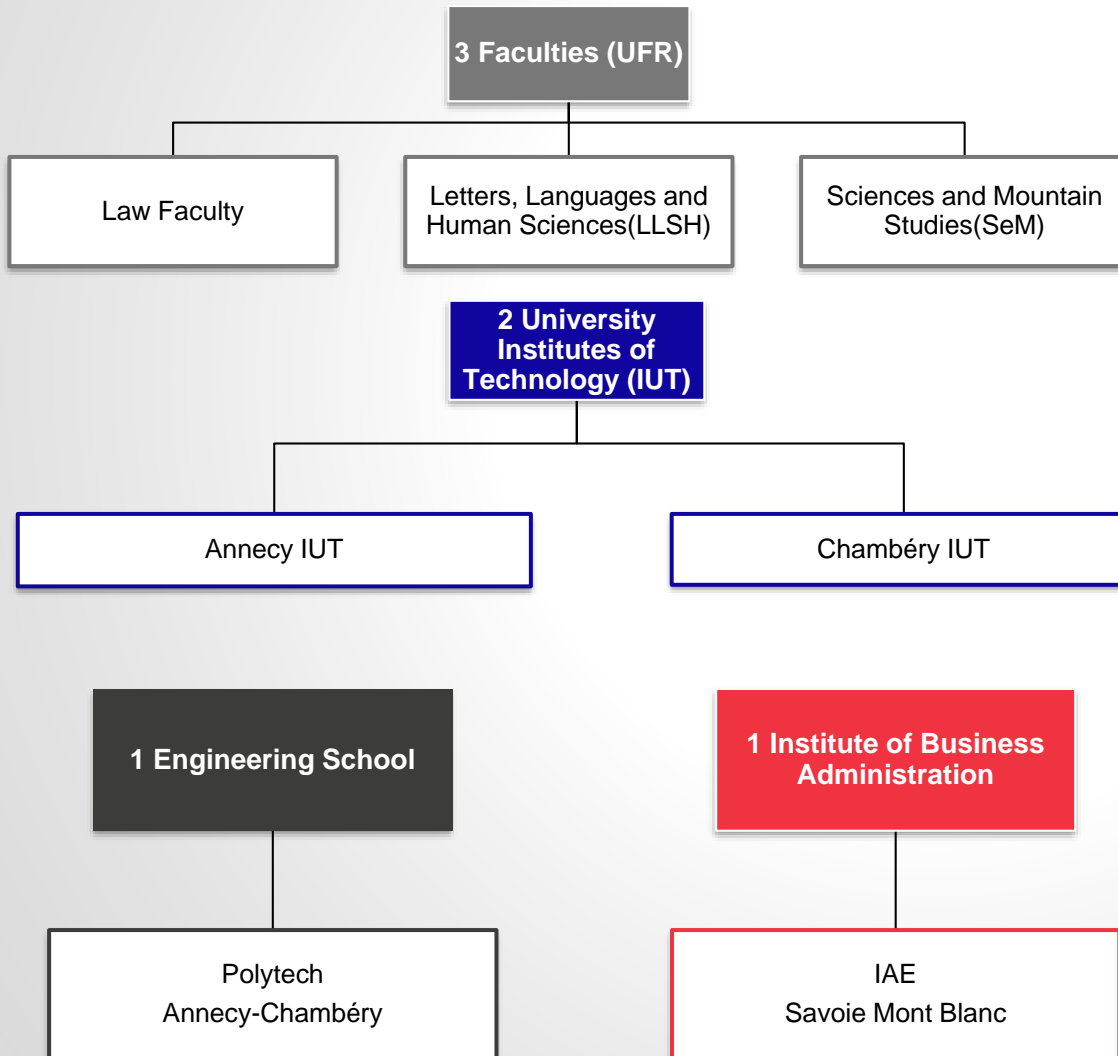 3 Faculties (UFR)
Law Faculty
Letters, Languages and
Human Sciences(LLSH)
Sciences and Mountain
Studies(SeM)
2 University
Institutes of
Technology (IUT)
Annecy IUT
Chambéry IUT
1 Engineering School
1 Institute of Business
Administration
Polytech
Annecy-Chambéry
IAE
Savoie Mont Blanc